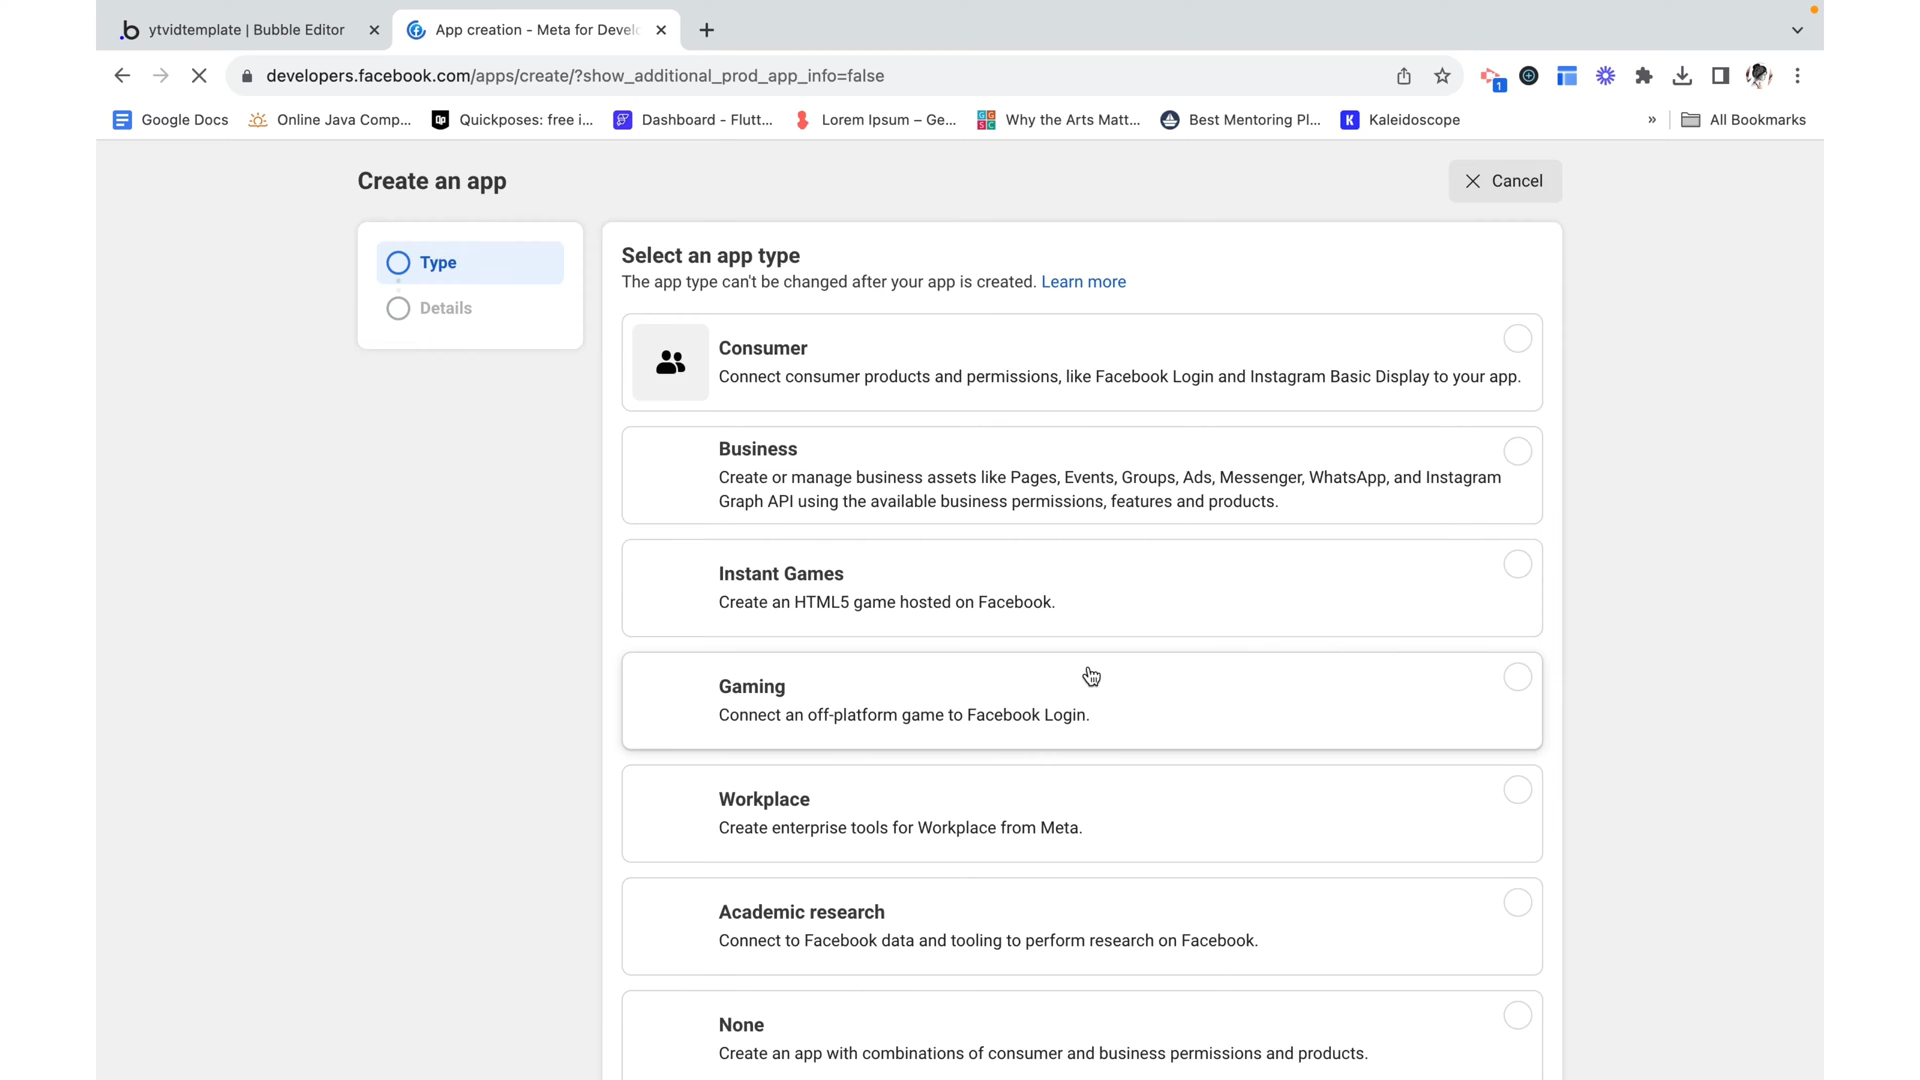 ytvidtemplate | Bubble Editor
App creation - Meta for Devel
developers.facebook.com/apps/create/?show_additional_prod_app_info=false
1
Google Docs
Online Java Comp...
Qp
Quickposes: free i...
Dashboard - Flutt...
Lorem Ipsum – Ge...
Why the Arts Matt...
Best Mentoring Pl...
K
Kaleidoscope
»
All Bookmarks
Create an app
Cancel
Type
Details
Select an app type
The app type can't be changed after your app is created. Learn more
Consumer
Connect consumer products and permissions, like Facebook Login and Instagram Basic Display to your app.
Business
Create or manage business assets like Pages, Events, Groups, Ads, Messenger, WhatsApp, and Instagram
Graph API using the available business permissions, features and products.
Instant Games
Create an HTML5 game hosted on Facebook.
Gaming
Connect an off-platform game to Facebook Login.
Workplace
Create enterprise tools for Workplace from Meta.
Academic research
Connect to Facebook data and tooling to perform research on Facebook.
None
Create an app with combinations of consumer and business permissions and products.